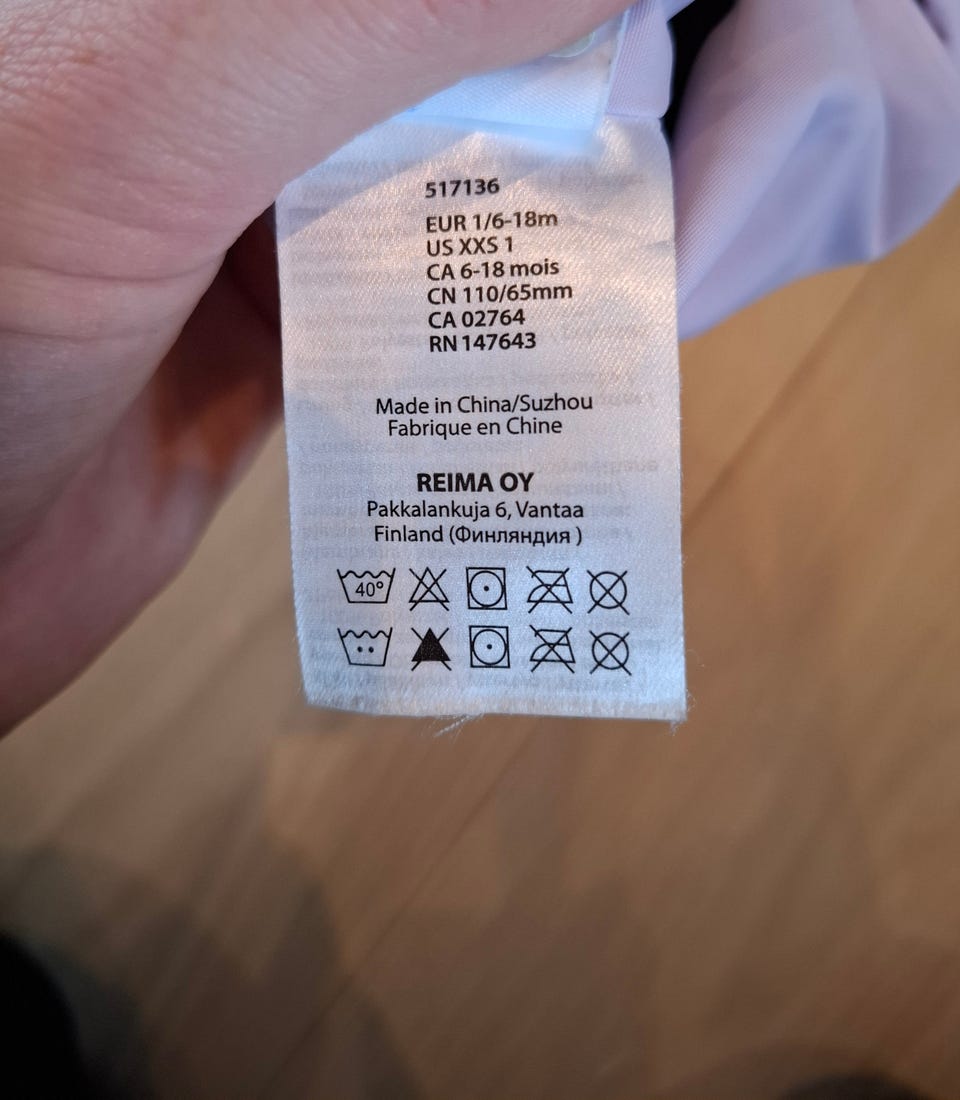 517136
EUR 1/6-18m
US XXS 1
CA 6-18 mois
CN 110/65mm
CA 02764
RN 147643
Made in China/Suzhou
Fabrique en Chine
REIMA OY
Pakkalankuja 6, Vantaa
Finland (Финляндия )
40°